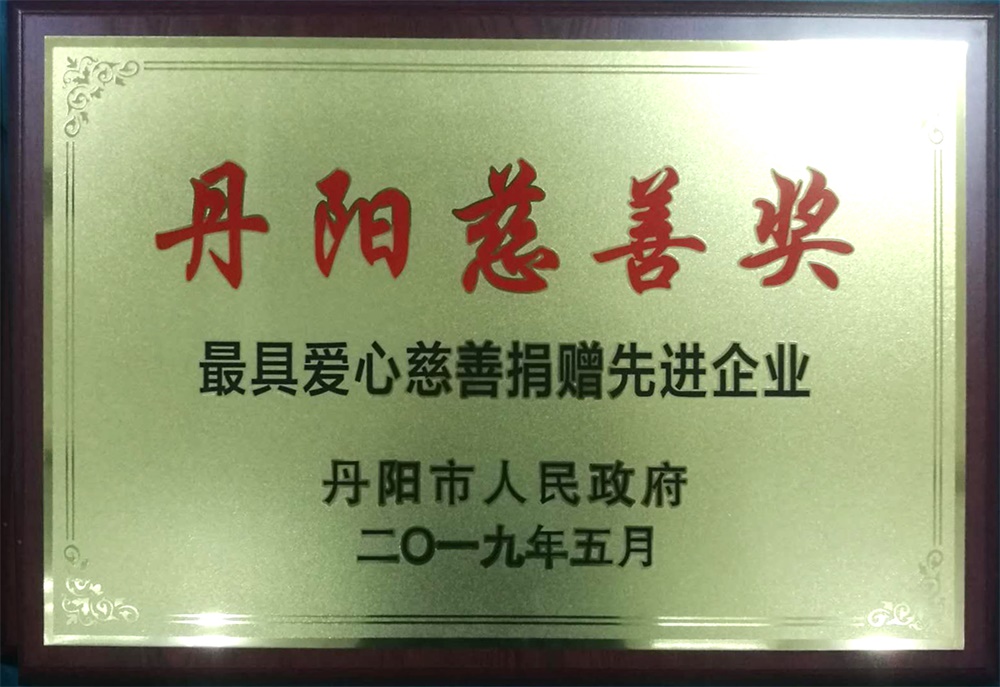 丹阳慈善奖
最具爱心慈善捐赠先进企业
丹阳市人民政府
二〇一九年五月